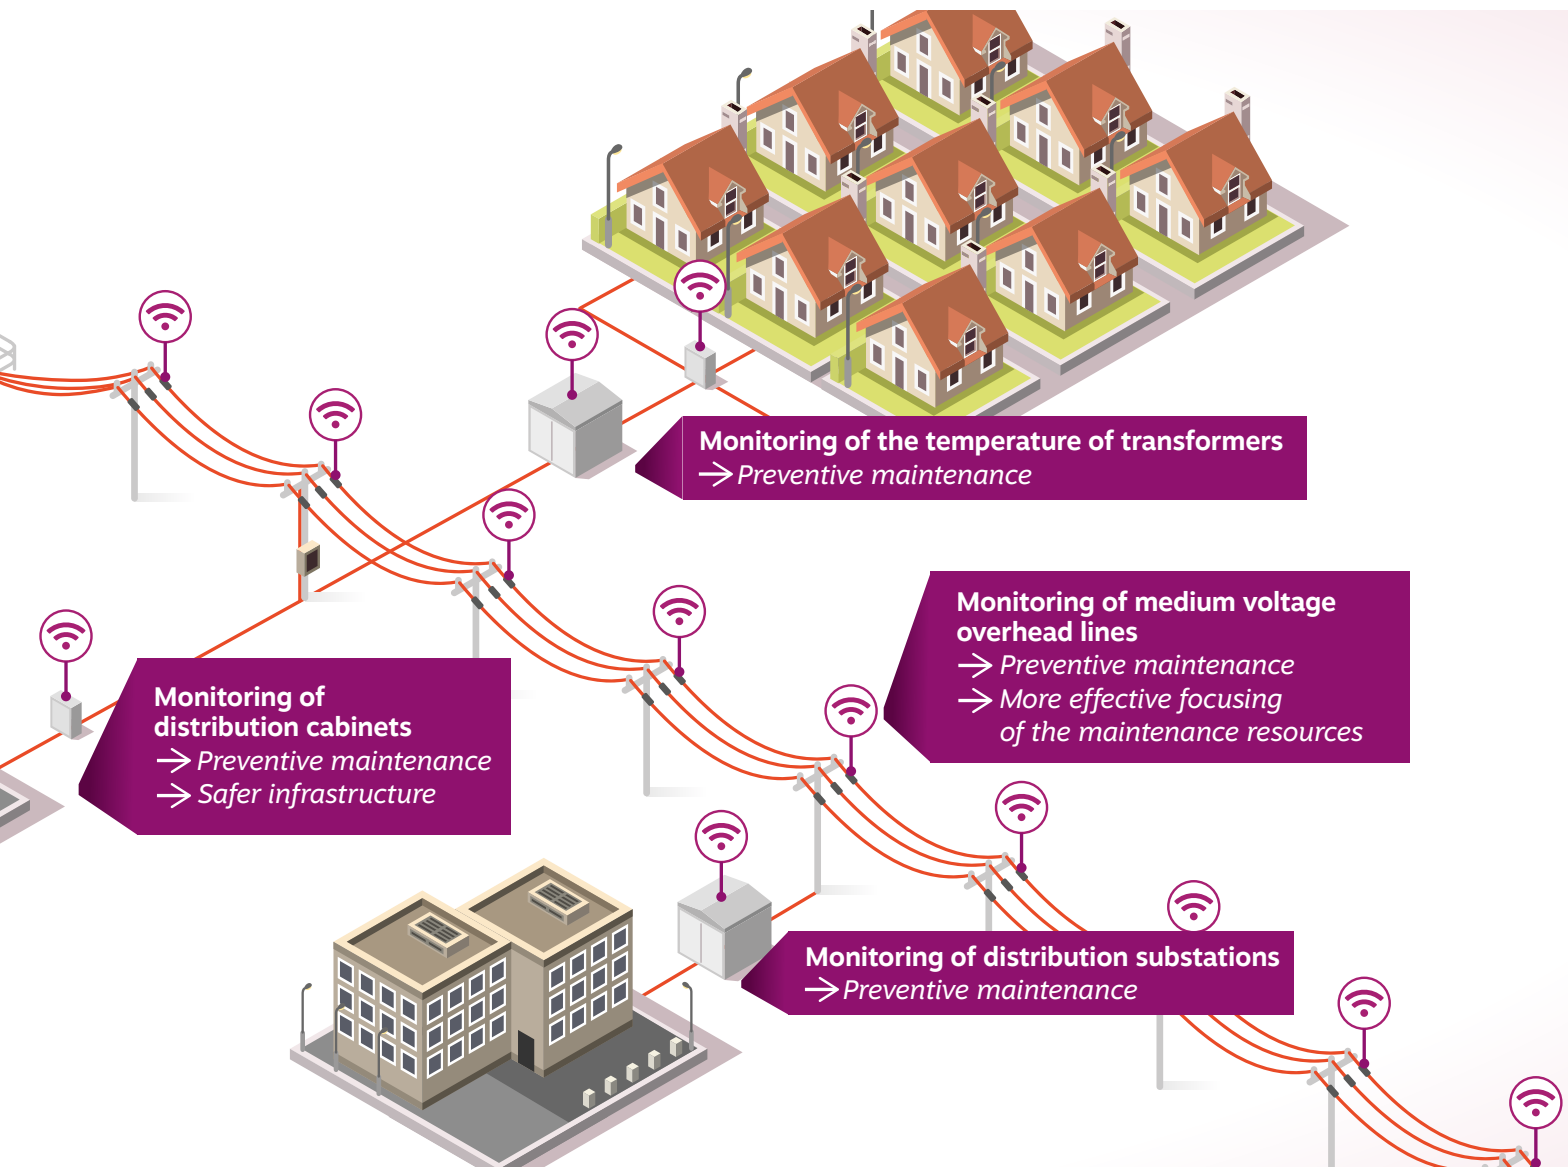 Monitoring of the temperature of transformers
→ Preventive maintenance
Monitoring of medium voltage
overhead lines
→ Preventive maintenance
→ More effective focusing
of the maintenance resources
Monitoring of
distribution cabinets
→ Preventive maintenance
→ Safer infrastructure
Monitoring of distribution substations
→ Preventive maintenance